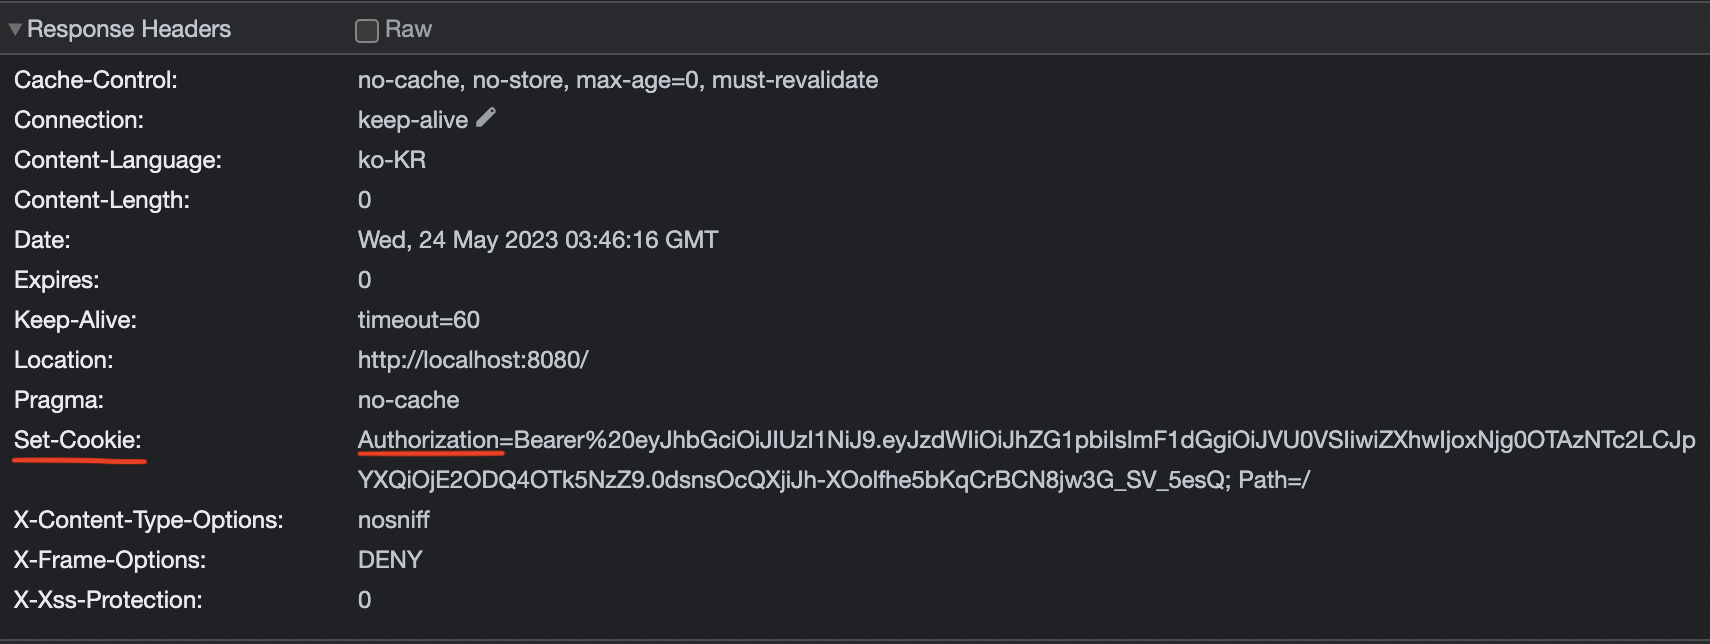 Response Headers Raw
Cache-Control: no-cache, no-store, max-age=0, must-revalidate
Connection: keep-alive
Content-Language: ko-KR
Content-Length: 0
Date: Wed, 24 May 2023 03:46:16 GMT
Expires: 0
Keep-Alive: timeout=60
Location: http://localhost:8080/
Pragma: no-cache
Set-Cookie: Authorization=Bearer%20eyJhbGciOiJIUzI1NiJ9.eyJzdWIiOiJhZG1pbiIsImF1dGgiOiJVU0VSIiwiZXhwIjoxNjg0OTAzNTc2LCJp
YXQiOjE2ODQ4OTk5NzZ9.0dsnsOcQXjiJh-XOolfhe5bKqCrBCN8jw3G_SV_5esQ; Path=/
X-Content-Type-Options: nosniff
X-Frame-Options: DENY
X-Xss-Protection: 0